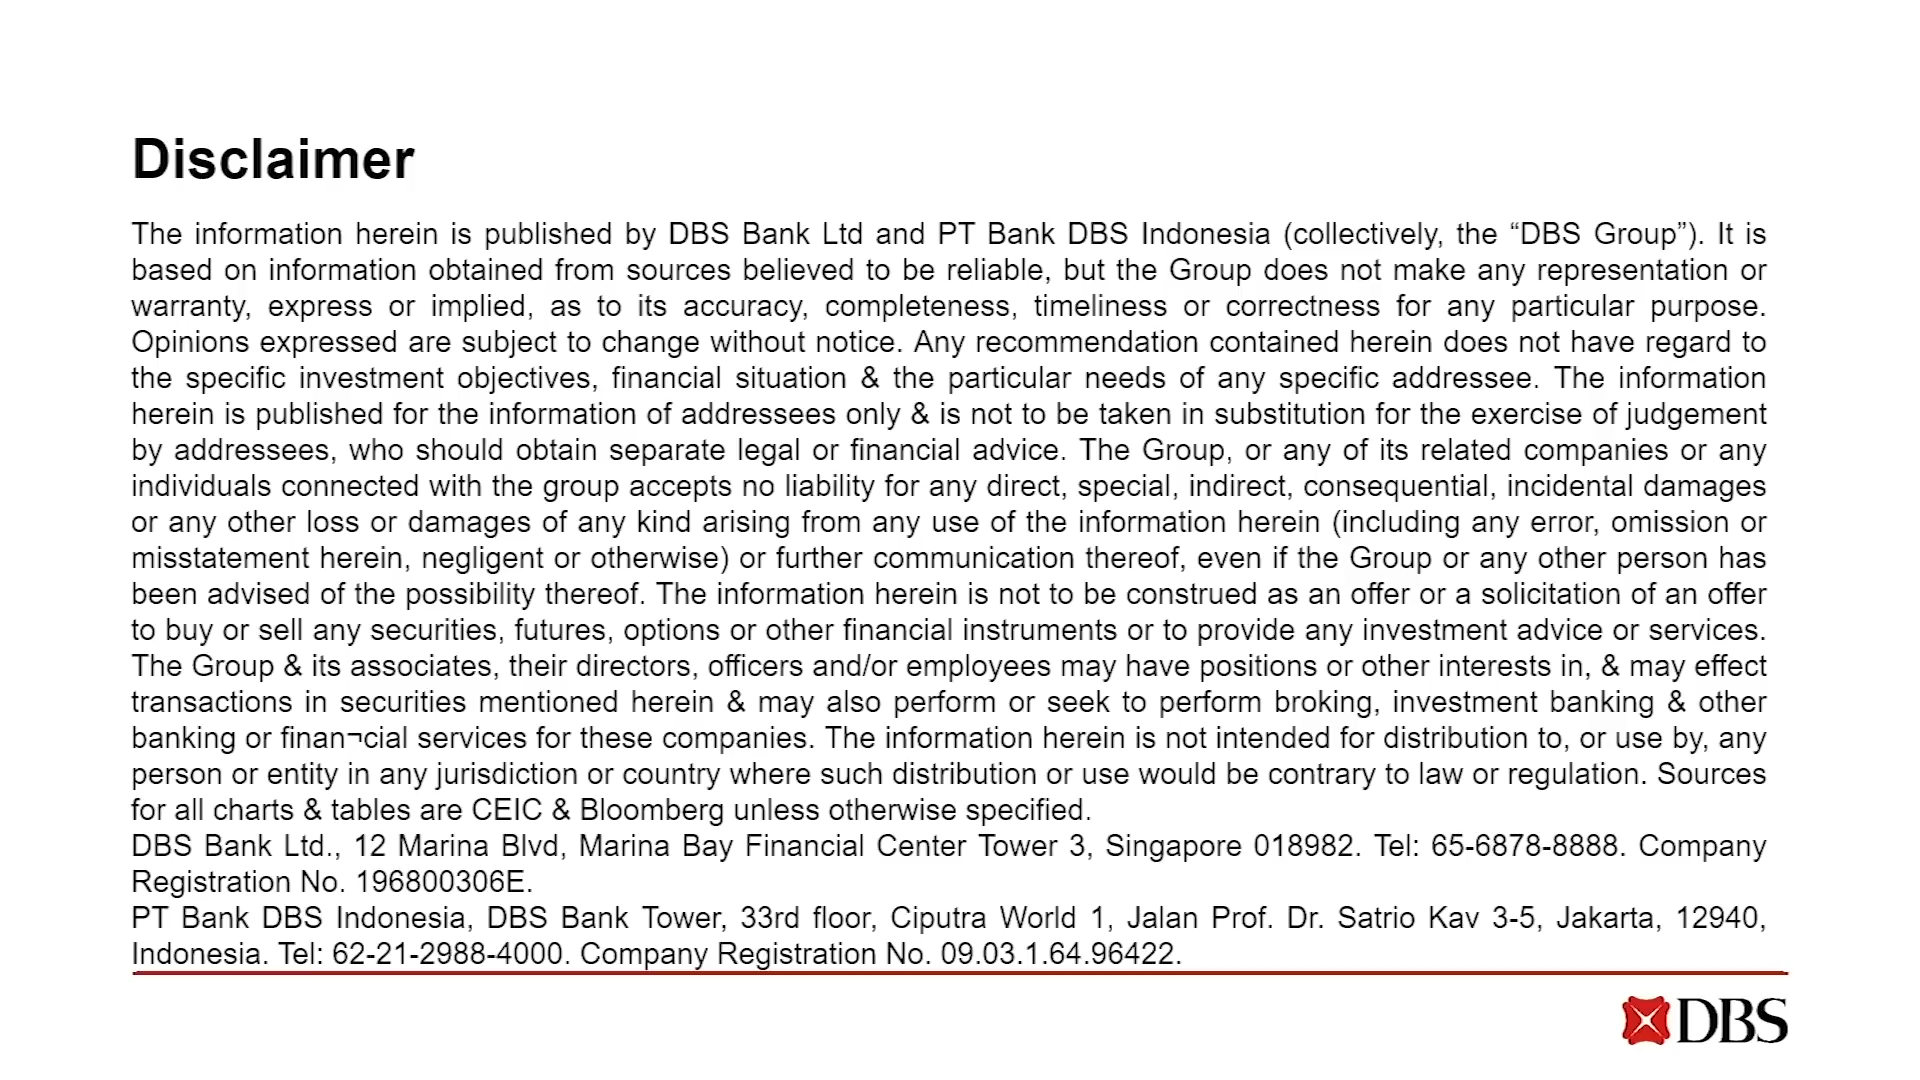 Disclaimer
The information herein is published by DBS Bank Ltd and PT Bank DBS Indonesia (collectively, the “DBS Group”). It is
based on information obtained from sources believed to be reliable, but the Group does not make any representation or
warranty, express or implied, as to its accuracy, completeness, timeliness or correctness for any particular purpose.
Opinions expressed are subject to change without notice. Any recommendation contained herein does not have regard to
the specific investment objectives, financial situation & the particular needs of any specific addressee. The information
herein is published for the information of addressees only & is not to be taken in substitution for the exercise of judgement
by addressees, who should obtain separate legal or financial advice. The Group, or any of its related companies or any
individuals connected with the group accepts no liability for any direct, special, indirect, consequential, incidental damages
or any other loss or damages of any kind arising from any use of the information herein (including any error, omission or
misstatement herein, negligent or otherwise) or further communication thereof, even if the Group or any other person has
been advised of the possibility thereof. The information herein is not to be construed as an offer or a solicitation of an offer
to buy or sell any securities, futures, options or other financial instruments or to provide any investment advice or services.
The Group & its associates, their directors, officers and/or employees may have positions or other interests in, & may effect
transactions in securities mentioned herein & may also perform or seek to perform broking, investment banking & other
banking or finan¬cial services for these companies. The information herein is not intended for distribution to, or use by, any
person or entity in any jurisdiction or country where such distribution or use would be contrary to law or regulation. Sources
for all charts & tables are CEIC & Bloomberg unless otherwise specified.
DBS Bank Ltd., 12 Marina Blvd, Marina Bay Financial Center Tower 3, Singapore 018982. Tel: 65-6878-8888. Company
Registration No. 196800306E.
PT Bank DBS Indonesia, DBS Bank Tower, 33rd floor, Ciputra World 1, Jalan Prof. Dr. Satrio Kav 3-5, Jakarta, 12940,
Indonesia. Tel: 62-21-2988-4000. Company Registration No. 09.03.1.64.96422.
DBS